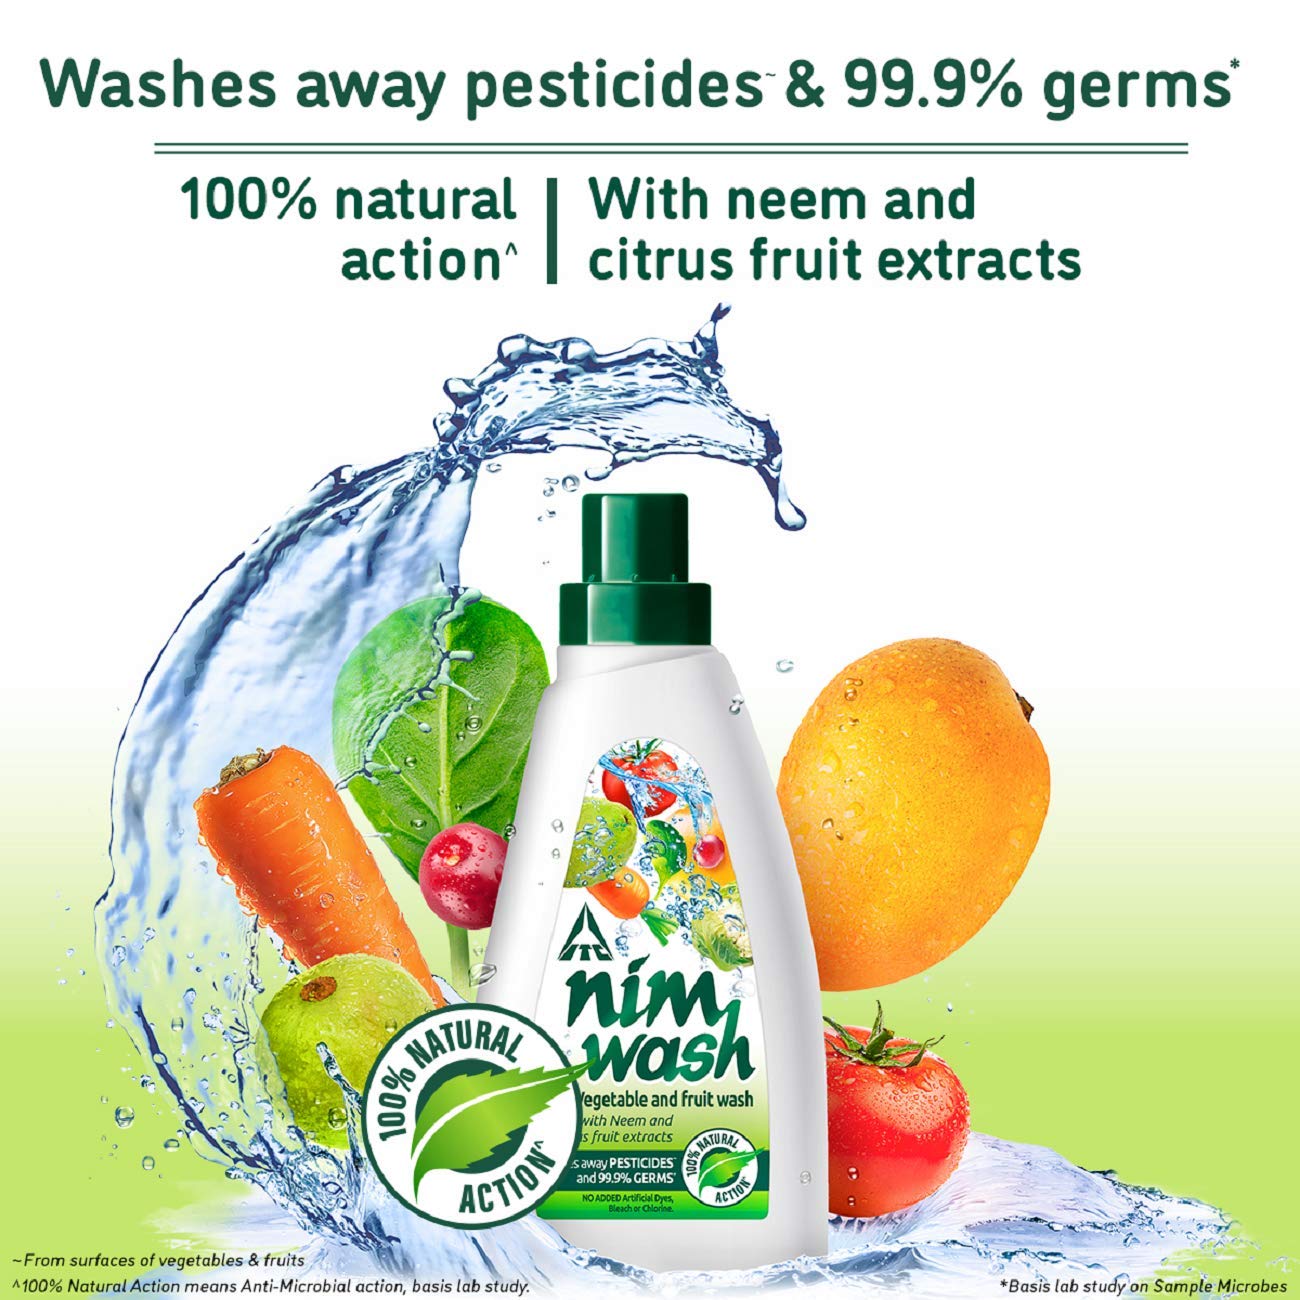 Washes away pesticides~ & 99.9% germs*
100% natural
action^
With neem and
citrus fruit extracts
ITC
nim
wash
Vegetable and fruit wash
with Neem and
fruit extracts
away PESTICIDES~
and 99.9% GERMS*
NO ADDED Artificial Dyes,
Bleach or Chlorine.
100% NATURAL
ACTION^
100% NATURAL
ACTION^
~From surfaces of vegetables & fruits
^100% Natural Action means Anti-Microbial action, basis lab study.
*Basis lab study on Sample Microbes